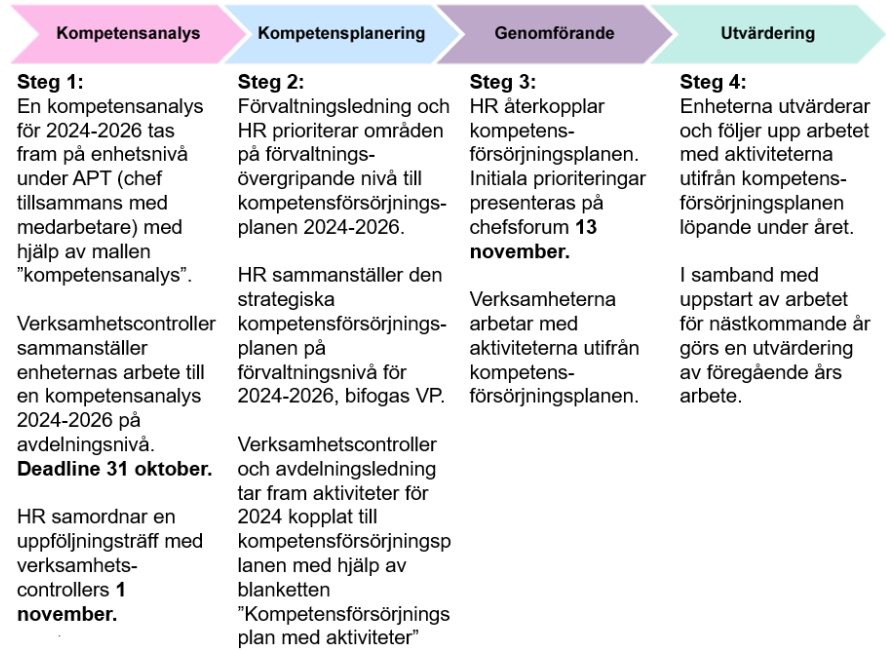 Kompetensanalys
Kompetensplanering
Genomförande
Utvärdering
Steg 1:
En kompetensanalys
för 2024-2026 tas
fram på enhetsnivå
under APT (chef
tillsammans med
medarbetare) med
hjälp av mallen
”kompetensanalys”.
Verksamhetscontroller
sammanställer
enheternas arbete till
en kompetensanalys
2024-2026 på
avdelningsnivå.
Deadline 31 oktober.
HR samordnar en
uppföljningsträff med
verksamhets-
controllers 1
november.
Steg 2:
Förvaltningsledning och
HR prioriterar områden
på förvaltnings-
övergripande nivå till
kompetensförsörjnings-
planen 2024-2026.
HR sammanställer den
strategiska
kompetensförsörjnings-
planen på
förvaltningsnivå för
2024-2026, bifogas VP.
Verksamhetscontroller
och avdelningsledning
tar fram aktiviteter för
2024 kopplat till
kompetensförsörjningsp
lanen med hjälp av
blanketten
”Kompetensförsörjnings
plan med aktiviteter”
Steg 3:
HR återkopplar
kompetens-
försörjningsplanen.
Initiala prioriteringar
presenteras på
chefsforum 13
november.
Verksamheterna
arbetar med
aktiviteterna utifrån
kompetens-
försörjningsplanen.
Steg 4:
Enheterna utvärderar
och följer upp arbetet
med aktiviteterna
utifrån kompetens-
försörjningsplanen
löpande under året.
I samband med
uppstart av arbetet
för nästkommande år
görs en utvärdering
av föregående års
arbete.